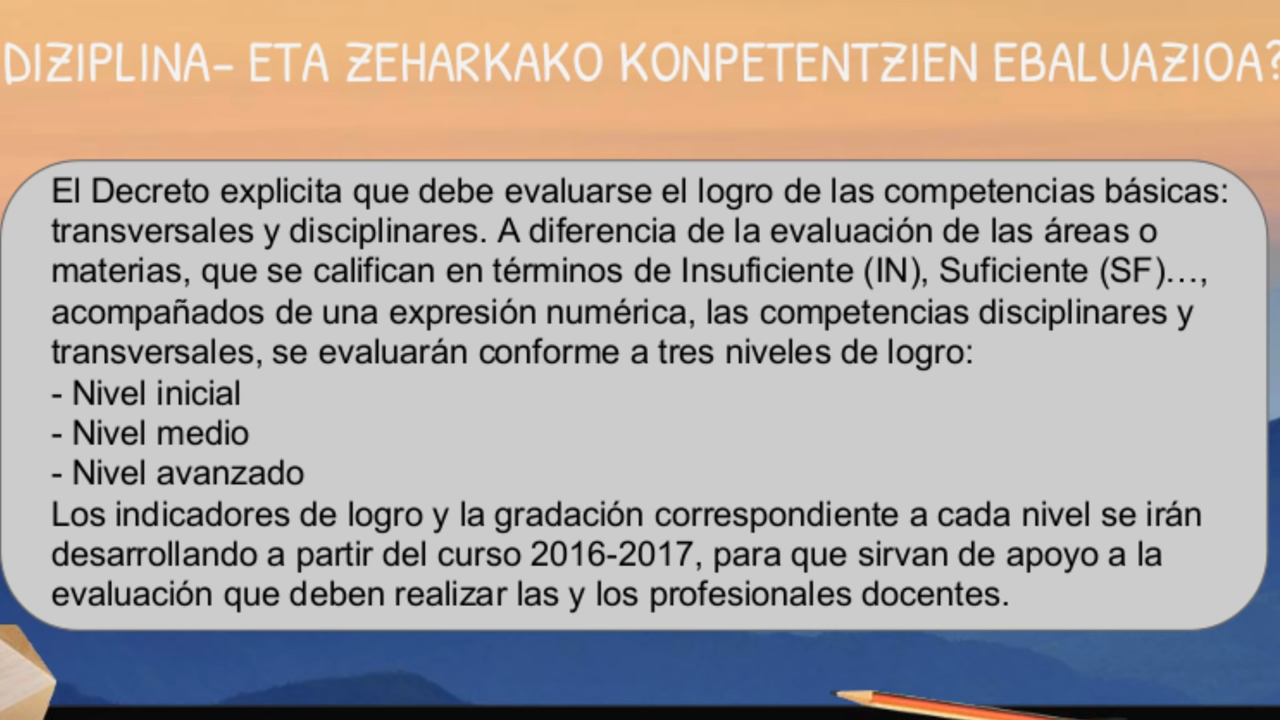 DIZIPLINA- ETA ZEHARKAKO KONPETENTZIEN EBALUAZIOA?
El Decreto explicita que debe evaluarse el logro de las competencias básicas:
transversales y disciplinares. A diferencia de la evaluación de las áreas o
materias, que se califican en términos de Insuficiente (IN), Suficiente (SF)…,
acompañados de una expresión numérica, las competencias disciplinares y
transversales, se evaluarán conforme a tres niveles de logro:
- Nivel inicial
- Nivel medio
- Nivel avanzado
Los indicadores de logro y la gradación correspondiente a cada nivel se irán
desarrollando a partir del curso 2016-2017, para que sirvan de apoyo a la
evaluación que deben realizar las y los profesionales docentes.